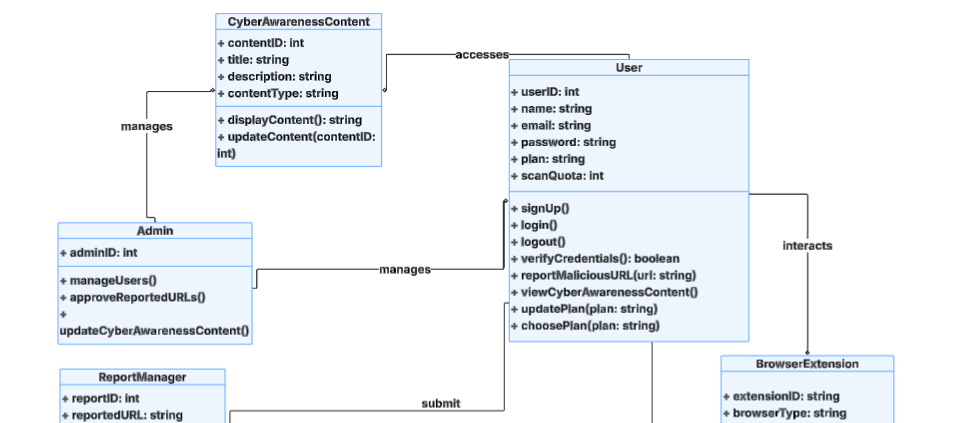 CyberAwarenessContent
+ contentID: int
+ title: string
+ description: string
+ contentType: string
+ displayContent(): string
+ updateContent(contentID:
int)
accesses
User
+ userID: int
+ name: string
+ email: string
+ password: string
+ plan: string
+ scanQuota: int
+ signUp()
+ login()
+ logout()
+ verifyCredentials(): boolean
+ reportMaliciousURL(url: string)
+ viewCyberAwarenessContent()
+ updatePlan(plan: string)
+ choosePlan(plan: string)
manages
Admin
+ adminID: int
+ manageUsers()
+ approveReportedURLs()
+
updateCyberAwarenessContent()
manages
interacts
BrowserExtension
+ extensionID: string
+ browserType: string
ReportManager
+ reportID: int
+ reportedURL: string
submit